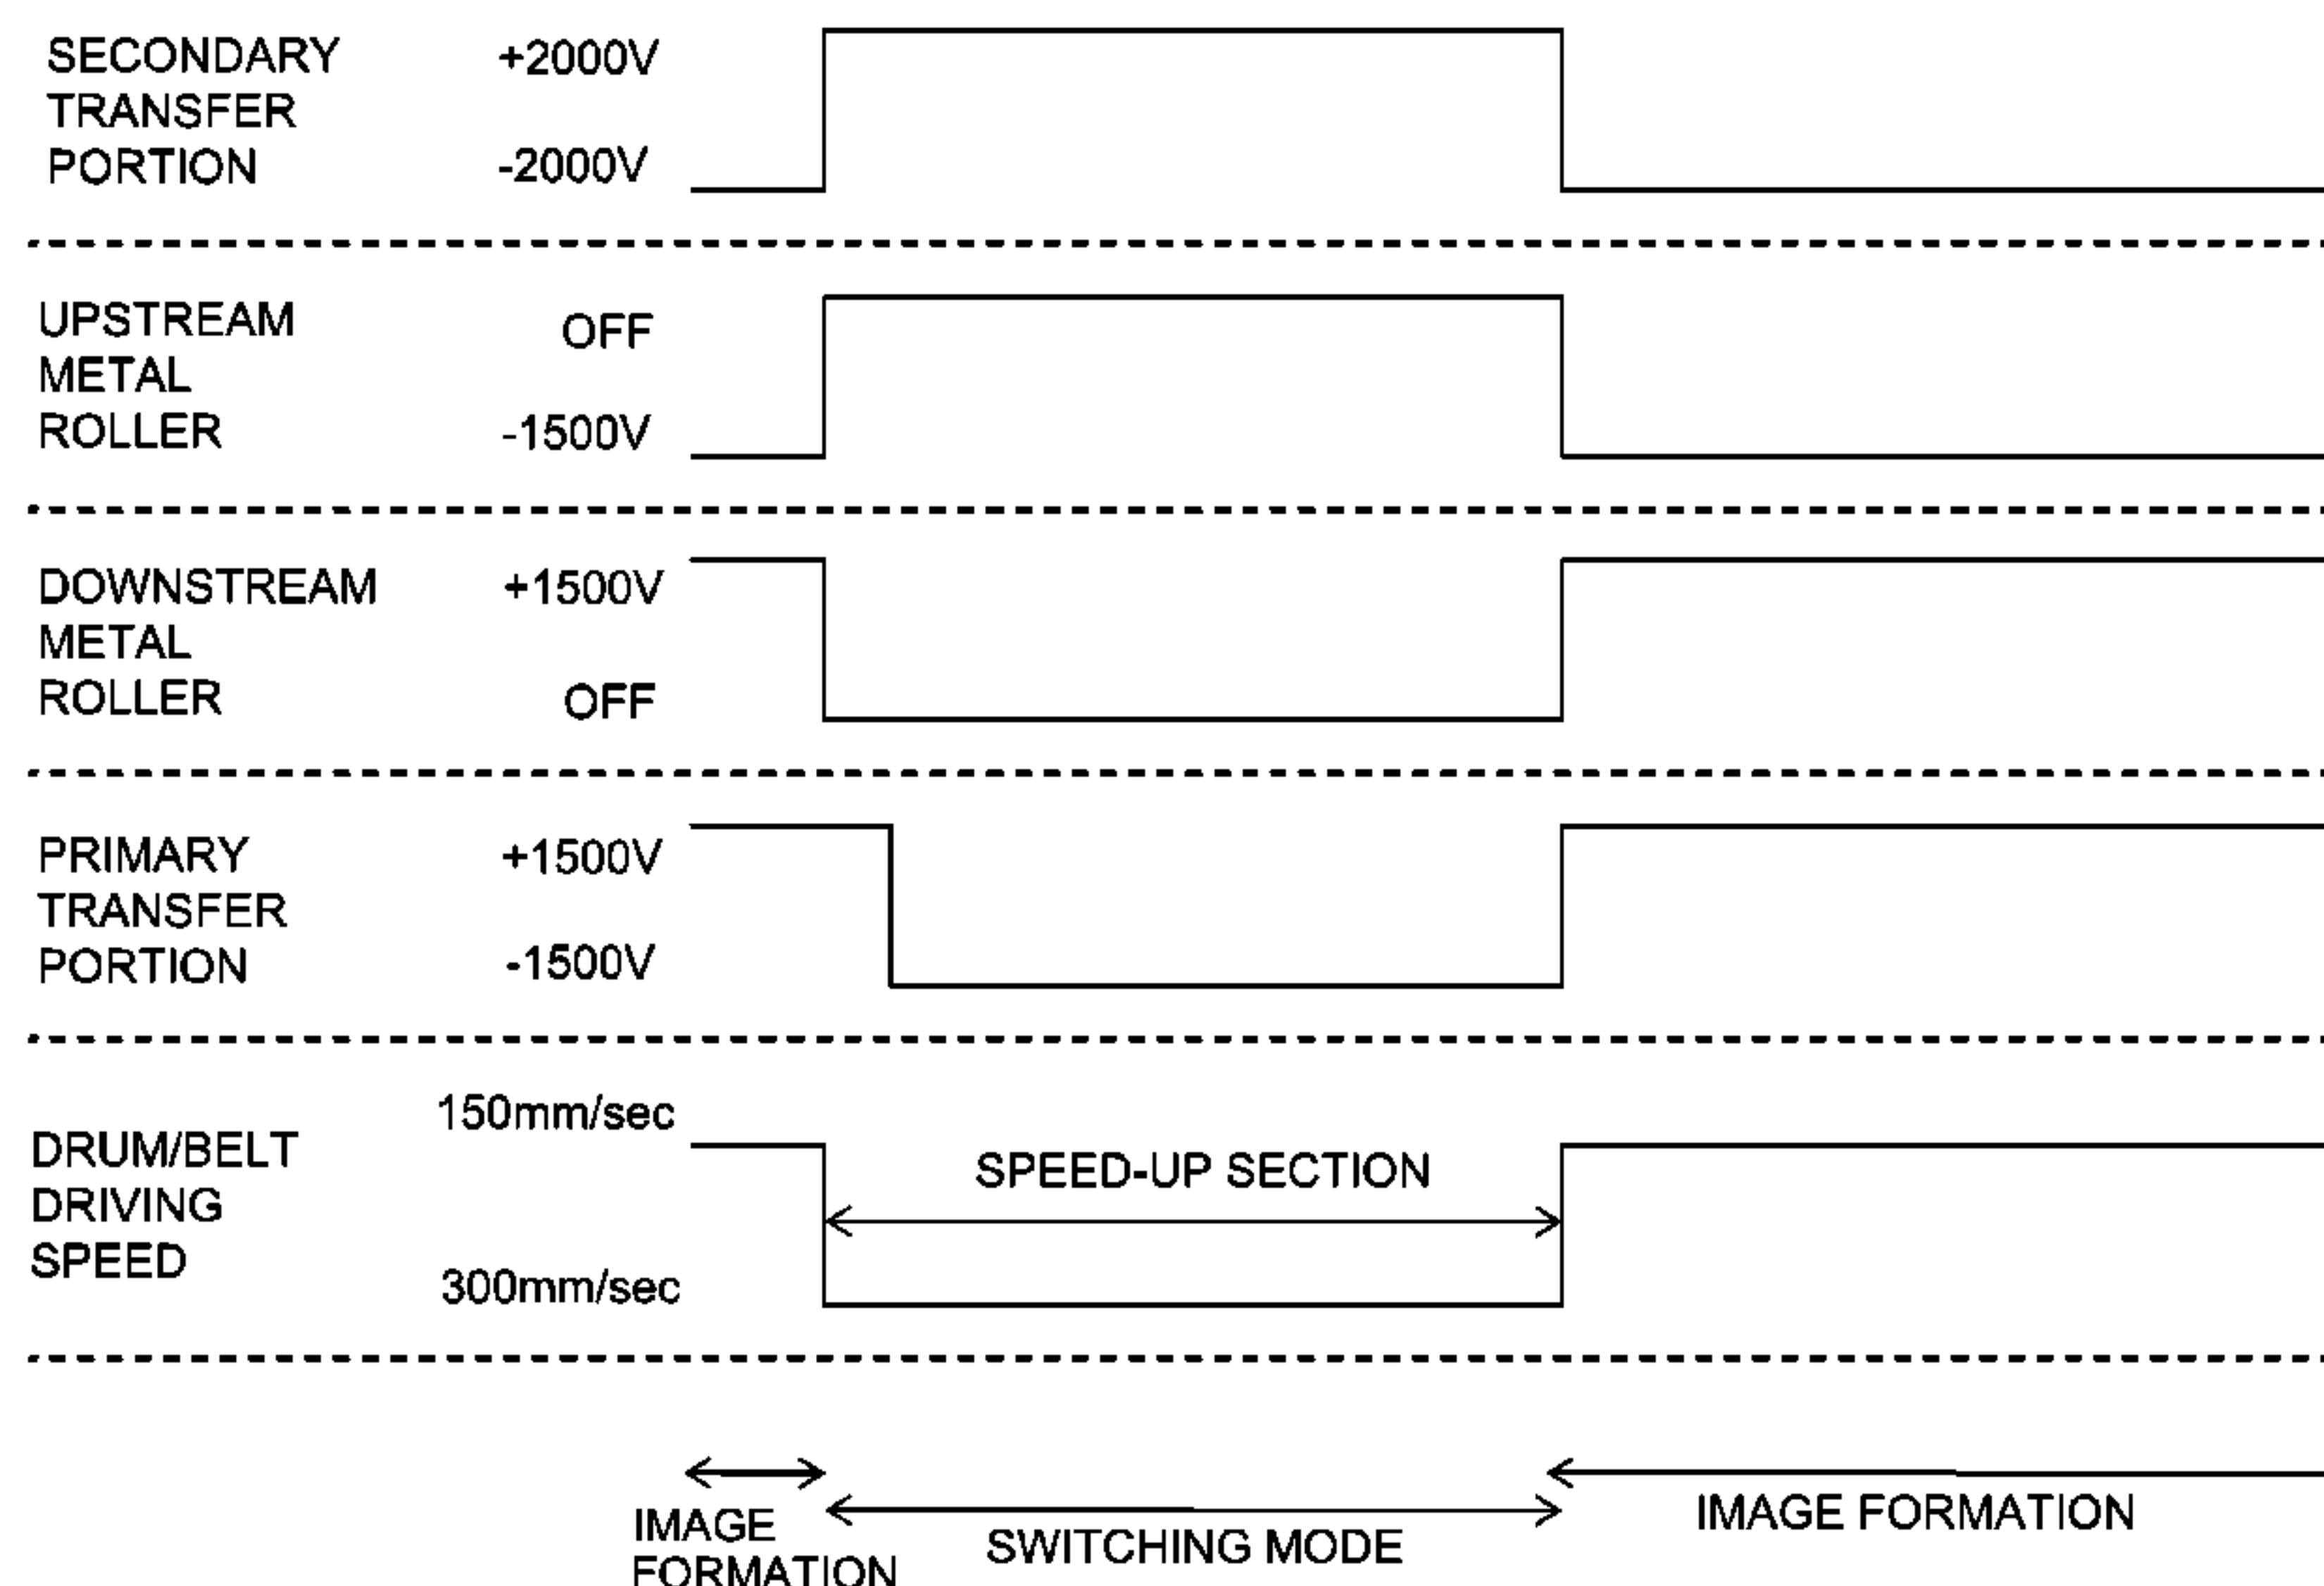 SECONDARY
TRANSFER
PORTION
+2000V
-2000V
UPSTREAM
METAL
ROLLER
OFF
-1500V
DOWNSTREAM
METAL
ROLLER
+1500V
OFF
PRIMARY
TRANSFER
PORTION
+1500V
-1500V
DRUM/BELT
DRIVING
SPEED
150mm/sec
300mm/sec
SPEED-UP SECTION
IMAGE
FORMATION
SWITCHING MODE
IMAGE FORMATION